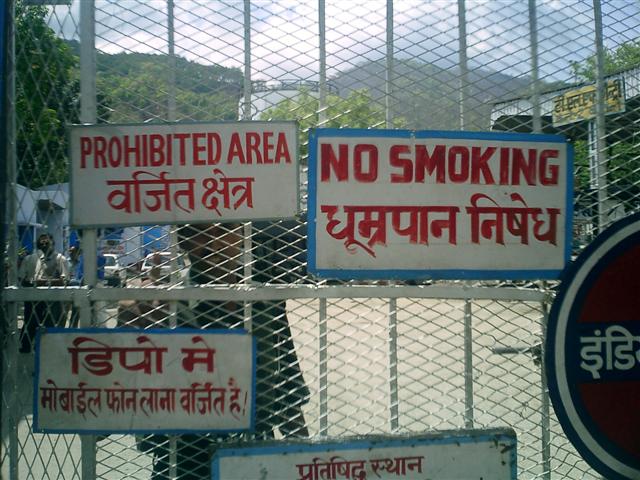 PROHIBITED AREA
वर्जित क्षेत्र
NO SMOKING
धूम्रपान निषेध
डिपो मे
मोबाईल फोन लाना वर्जित है!
प्रतिषिद्ध स्थान